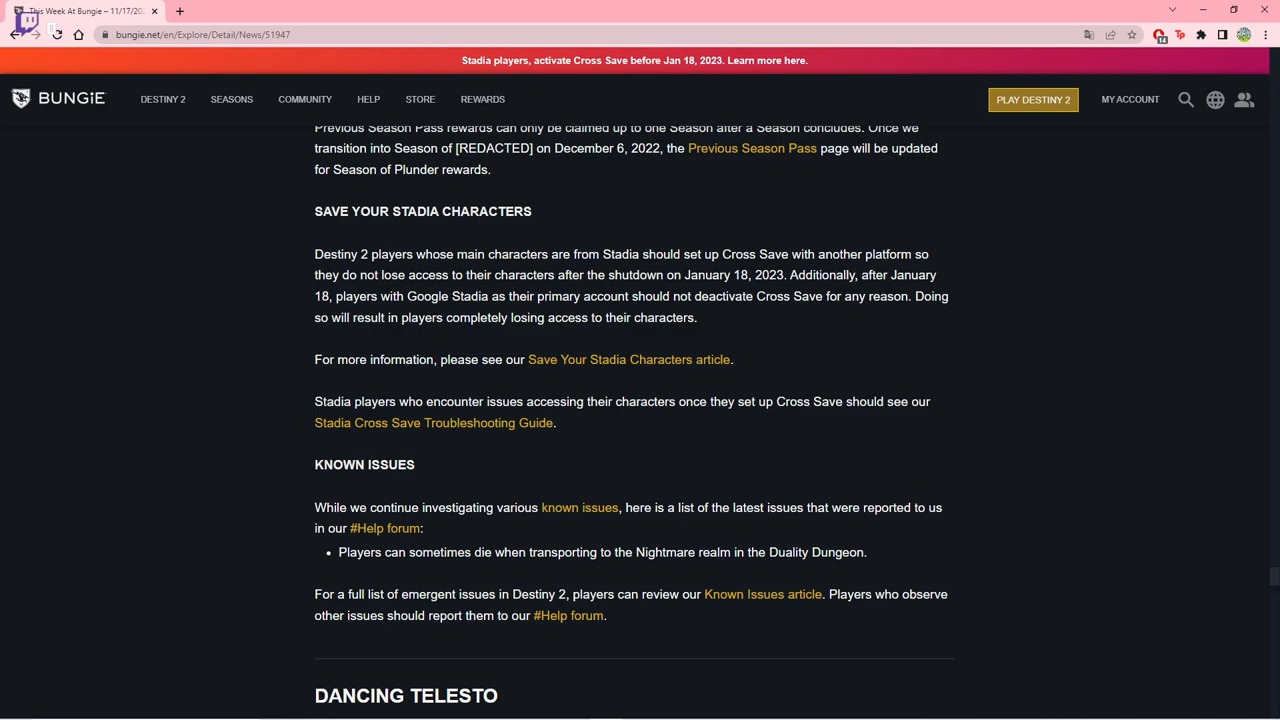 This Week At Bungie – 11/17/202
bungie.net/en/Explore/Detail/News/51947
14
Stadia players, activate Cross Save before Jan 18, 2023. Learn more here.
BUNGiE
DESTINY 2
SEASONS
COMMUNITY
HELP
STORE
REWARDS
PLAY DESTINY 2
MY ACCOUNT
Previous Season Pass rewards can only be claimed up to one Season after a Season concludes. Once we
transition into Season of [REDACTED] on December 6, 2022, the Previous Season Pass page will be updated
for Season of Plunder rewards.
SAVE YOUR STADIA CHARACTERS
Destiny 2 players whose main characters are from Stadia should set up Cross Save with another platform so
they do not lose access to their characters after the shutdown on January 18, 2023. Additionally, after January
18, players with Google Stadia as their primary account should not deactivate Cross Save for any reason. Doing
so will result in players completely losing access to their characters.
For more information, please see our Save Your Stadia Characters article.
Stadia players who encounter issues accessing their characters once they set up Cross Save should see our
Stadia Cross Save Troubleshooting Guide.
KNOWN ISSUES
While we continue investigating various known issues, here is a list of the latest issues that were reported to us
in our #Help forum:
• Players can sometimes die when transporting to the Nightmare realm in the Duality Dungeon.
For a full list of emergent issues in Destiny 2, players can review our Known Issues article. Players who observe
other issues should report them to our #Help forum.
DANCING TELESTO